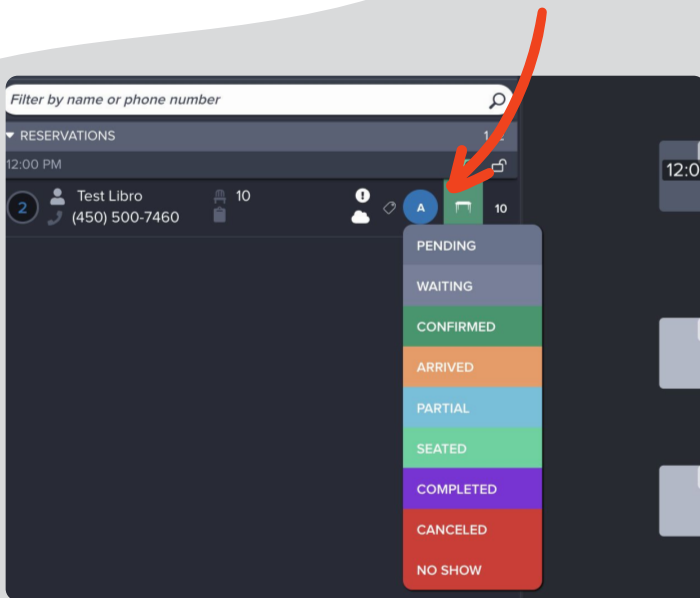 Filter by name or phone number
RESERVATIONS
12:00 PM
12:0
2 Test Libro 10 A 10
(450) 500-7460
PENDING
WAITING
CONFIRMED
ARRIVED
PARTIAL
SEATED
COMPLETED
CANCELED
NO SHOW